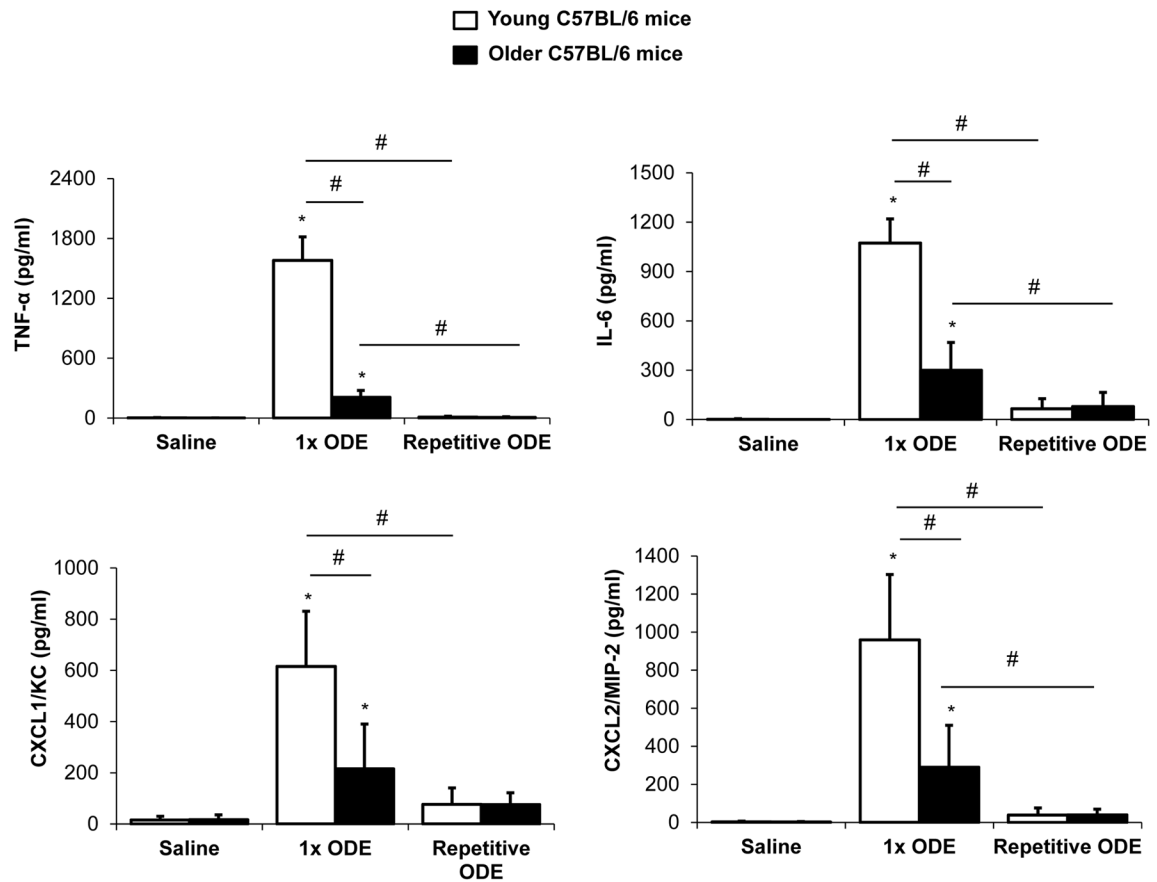 Young C57BL/6 mice
Older C57BL/6 mice
#
#
#
*
*
TNF-α (pg/ml)
2400
1800
1200
600
0
Saline
1x ODE
Repetitive ODE
#
#
#
*
*
IL-6 (pg/ml)
1500
1200
900
600
300
0
Saline
1x ODE
Repetitive ODE
#
#
*
*
CXCL1/KC (pg/ml)
1000
800
600
400
200
0
Saline
1x ODE
Repetitive
ODE
#
#
#
*
*
CXCL2/MIP-2 (pg/ml)
1400
1200
1000
800
600
400
200
0
Saline
1x ODE
Repetitive ODE